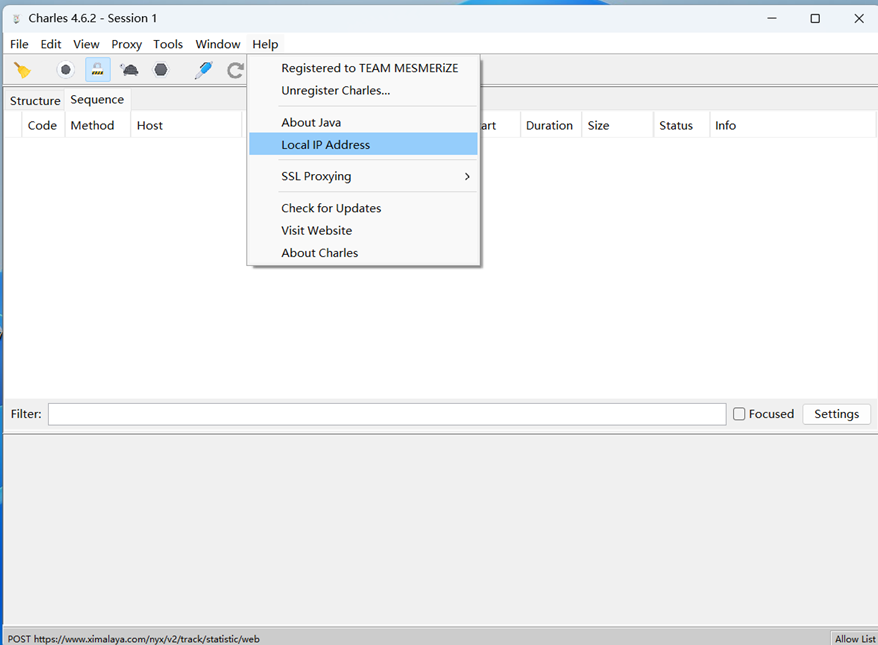 Charles 4.6.2 - Session 1
File Edit View Proxy Tools Window Help
Registered to TEAM MESMERiZE
Unregister Charles...
About Java
Local IP Address
SSL Proxying
Check for Updates
Visit Website
About Charles
Structure Sequence
Code Method Host art Duration Size Status Info
Filter: Focused Settings
POST https://www.ximalaya.com/nyx/v2/track/statistic/web Allow List